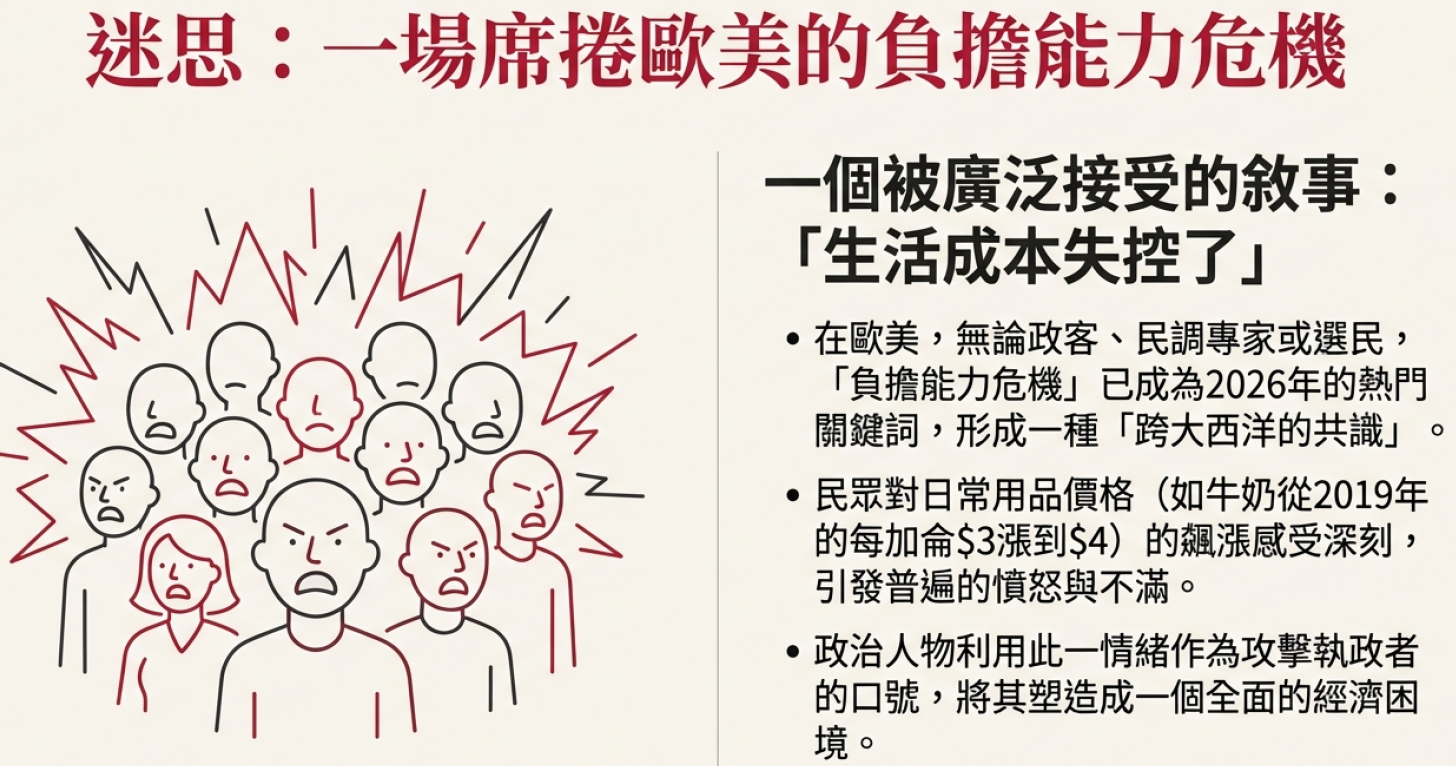 迷思：一場席捲歐美的負擔能力危機
一個被廣泛接受的敘事：
「生活成本失控了」
• 在歐美，無論政客、民調專家或選民，
「負擔能力危機」已成為2026年的熱門
關鍵詞，形成一種「跨大西洋的共識」。
• 民眾對日常用品價格（如牛奶從2019年
的每加侖$3漲到$4）的飆漲感受深刻，
引發普遍的憤怒與不滿。
• 政治人物利用此一情緒作為攻擊執政者
的口號，將其塑造成一個全面的經濟困
境。